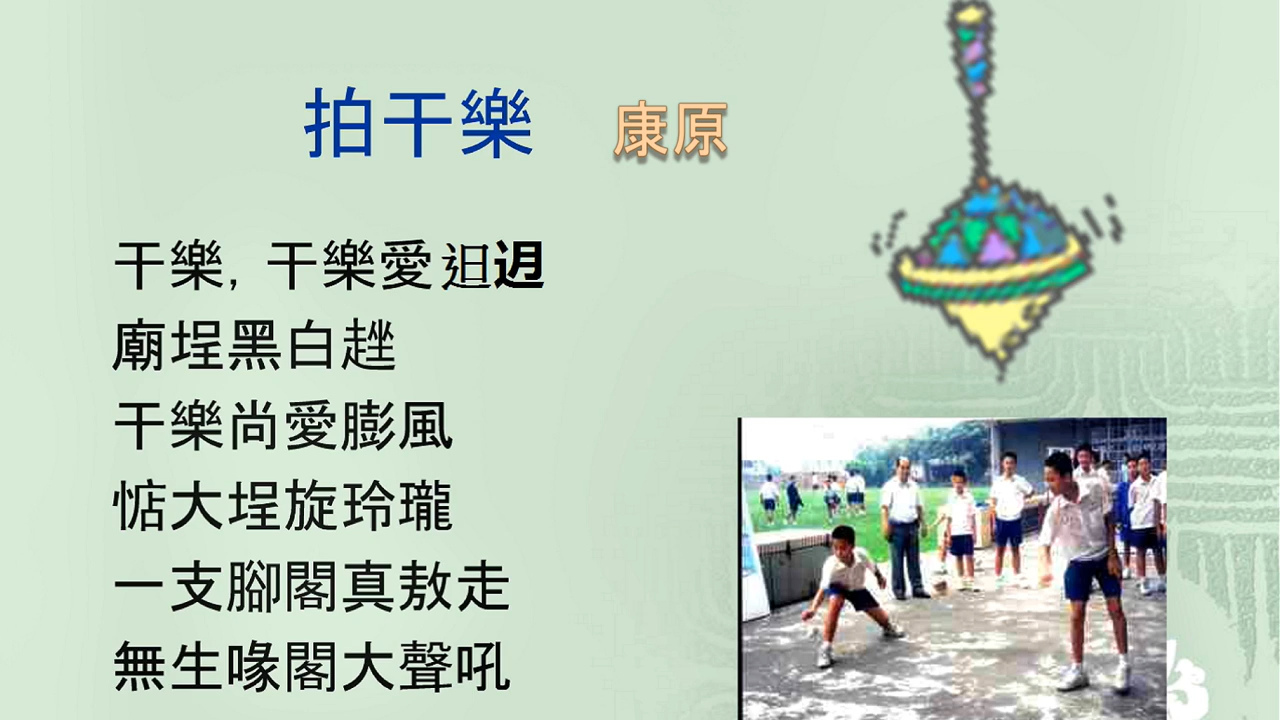 拍干樂 康原
干樂，干樂愛𨑨迌
廟埕黑白趖
干樂尚愛膨風
惦大埕旋玲瓏
一支腳閣真敖走
無生喙閣大聲吼